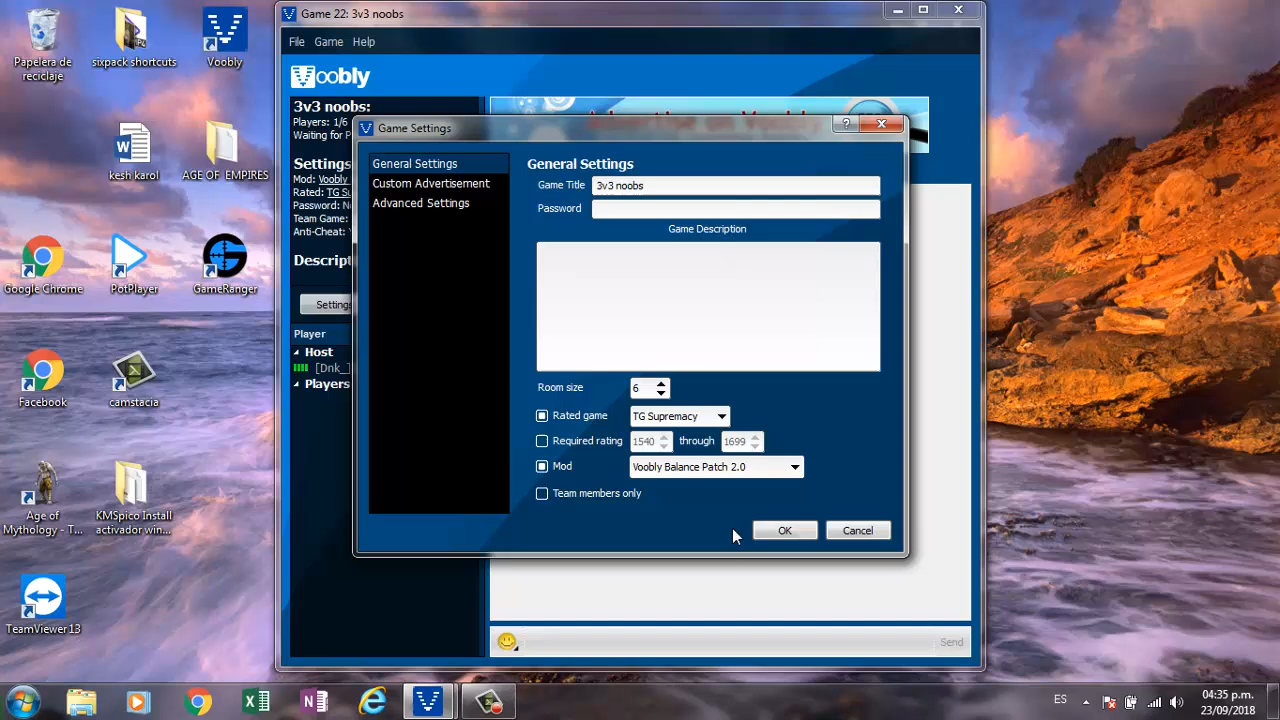 Papelera de
reciclaje
sixpack shortcuts
Voobly
kesh karol
AGE OF EMPIRES
Google Chrome
PotPlayer
GameRanger
Facebook
camstacia
Age of
Mythology - T...
KMSpico Install
activador win...
TeamViewer 13
Game 22: 3v3 noobs
File
Game
Help
Voobly
3v3 noobs:
Players: 1/6
Waiting for P
Settings
Mod: Voobly
Rated: TG Su
Team Game:
Anti-Cheat:
Descript
Settings
Player
Host
[Dnk_]
Players
Send
Game Settings
General Settings
Custom Advertisement
Advanced Settings
General Settings
Game Title
3v3 noobs
Password
Game Description
Room size
6
Rated game
TG Supremacy
Required rating
1540
through
1699
Mod
Voobly Balance Patch 2.0
Team members only
OK
Cancel
ES
04:35 p.m.
23/09/2018